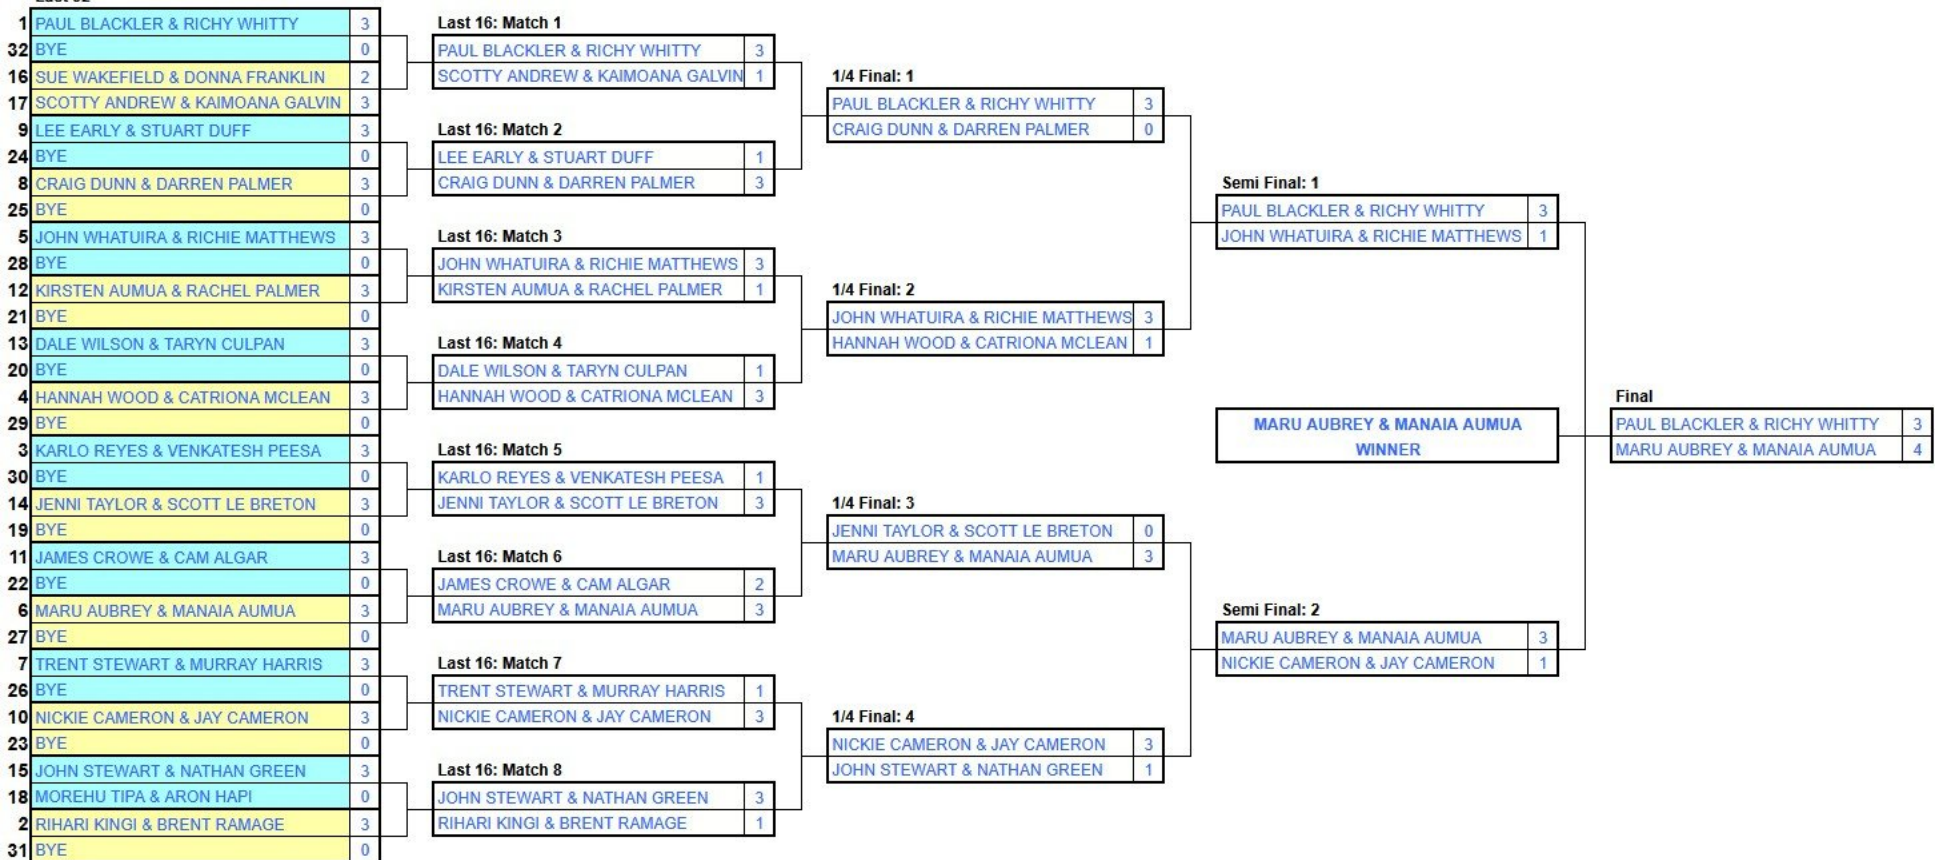 1 PAUL BLACKLER & RICHY WHITTY 3
32 BYE 0
16 SUE WAKEFIELD & DONNA FRANKLIN 2
17 SCOTTY ANDREW & KAIMOANA GALVIN 3
9 LEE EARLY & STUART DUFF 3
24 BYE 0
8 CRAIG DUNN & DARREN PALMER 3
25 BYE 0
5 JOHN WHATUIRA & RICHIE MATTHEWS 3
28 BYE 0
12 KIRSTEN AUMUA & RACHEL PALMER 3
21 BYE 0
13 DALE WILSON & TARYN CULPAN 3
20 BYE 0
4 HANNAH WOOD & CATRIONA MCLEAN 3
29 BYE 0
3 KARLO REYES & VENKATESH PEESA 3
30 BYE 0
14 JENNI TAYLOR & SCOTT LE BRETON 3
19 BYE 0
11 JAMES CROWE & CAM ALGAR 3
22 BYE 0
6 MARU AUBREY & MANAIA AUMUA 3
27 BYE 0
7 TRENT STEWART & MURRAY HARRIS 3
26 BYE 0
10 NICKIE CAMERON & JAY CAMERON 3
23 BYE 0
15 JOHN STEWART & NATHAN GREEN 3
18 MOREHU TIPA & ARON HAPI 0
2 RIHARI KINGI & BRENT RAMAGE 3
31 BYE 0
Last 16: Match 1
PAUL BLACKLER & RICHY WHITTY 3
SCOTTY ANDREW & KAIMOANA GALVIN 1
Last 16: Match 2
LEE EARLY & STUART DUFF 1
CRAIG DUNN & DARREN PALMER 3
Last 16: Match 3
JOHN WHATUIRA & RICHIE MATTHEWS 3
KIRSTEN AUMUA & RACHEL PALMER 1
Last 16: Match 4
DALE WILSON & TARYN CULPAN 1
HANNAH WOOD & CATRIONA MCLEAN 3
Last 16: Match 5
KARLO REYES & VENKATESH PEESA 1
JENNI TAYLOR & SCOTT LE BRETON 3
Last 16: Match 6
JAMES CROWE & CAM ALGAR 2
MARU AUBREY & MANAIA AUMUA 3
Last 16: Match 7
TRENT STEWART & MURRAY HARRIS 1
NICKIE CAMERON & JAY CAMERON 3
Last 16: Match 8
JOHN STEWART & NATHAN GREEN 3
RIHARI KINGI & BRENT RAMAGE 1
1/4 Final: 1
PAUL BLACKLER & RICHY WHITTY 3
CRAIG DUNN & DARREN PALMER 0
1/4 Final: 2
JOHN WHATUIRA & RICHIE MATTHEWS 3
HANNAH WOOD & CATRIONA MCLEAN 1
1/4 Final: 3
JENNI TAYLOR & SCOTT LE BRETON 0
MARU AUBREY & MANAIA AUMUA 3
1/4 Final: 4
NICKIE CAMERON & JAY CAMERON 3
JOHN STEWART & NATHAN GREEN 1
Semi Final: 1
PAUL BLACKLER & RICHY WHITTY 3
JOHN WHATUIRA & RICHIE MATTHEWS 1
MARU AUBREY & MANAIA AUMUA
WINNER
Semi Final: 2
MARU AUBREY & MANAIA AUMUA 3
NICKIE CAMERON & JAY CAMERON 1
Final
PAUL BLACKLER & RICHY WHITTY 3
MARU AUBREY & MANAIA AUMUA 4